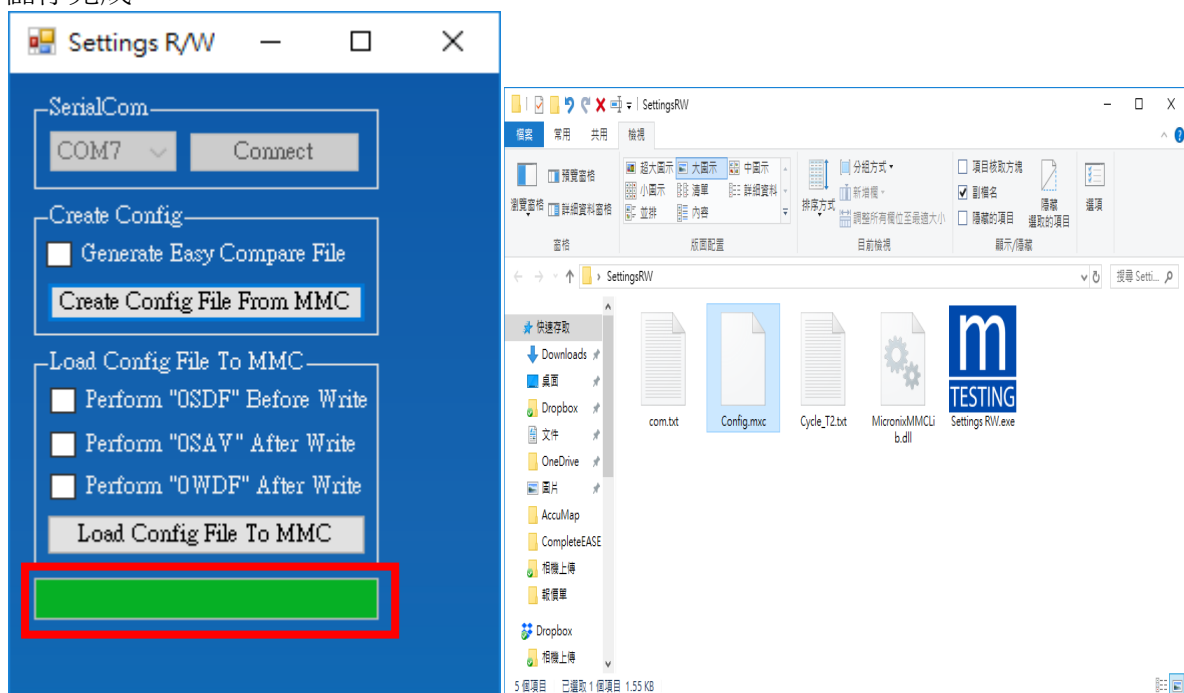 儲存完成
Settings R/W
SerialCom
COM7
Connect
Create Config
Generate Easy Compare File
Create Config File From MMC
Load Config File To MMC
Perform "0SDF" Before Write
Perform "0SAV" After Write
Perform "0WDF" After Write
Load Config File To MMC
SettingsRW
檔案 常用 共用 檢視
預覽窗格
瀏覽窗格 詳細資料窗格
窗格
超大圖示 大圖示 中圖示
小圖示 清單 詳細資料
並排 內容
版面配置
排序方式
分組方式
新增欄
調整所有欄位至最適大小
目前檢視
項目核取方塊
副檔名
隱藏的項目
隱藏
選取的項目
顯示/隱藏
選項
SettingsRW
搜尋 Setti...
快速存取
Downloads
桌面
Dropbox
文件
OneDrive
圖片
AccuMap
CompleteEASE
相機上傳
報價單
Dropbox
相機上傳
com.txt
Config.mxc
Cycle_T2.txt
MicronixMMCLi
b.dll
m
TESTING
Settings RW.exe
5 個項目 已選取 1 個項目 1.55 KB